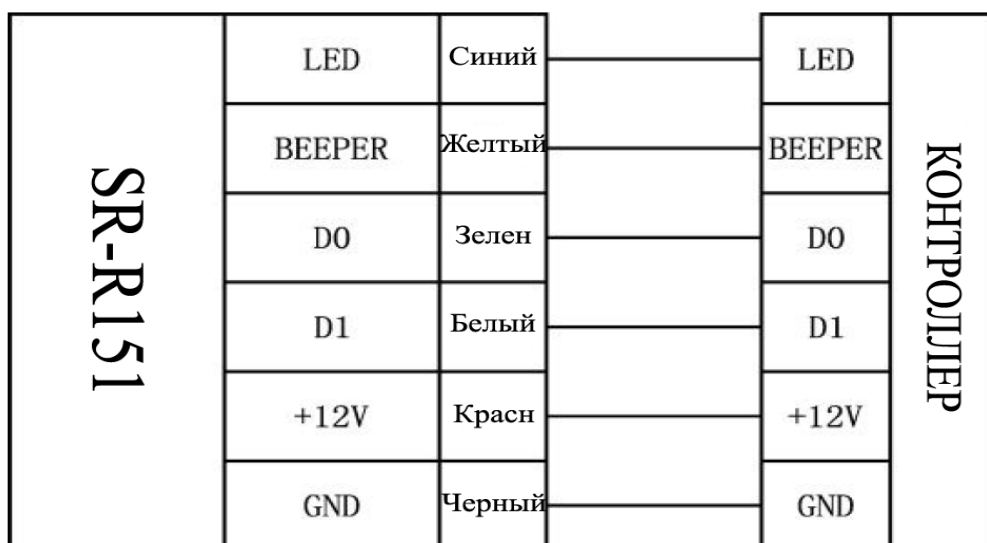 SR-R151
LED Синий LED
BEEPER Желтый BEEPER
D0 Зелен D0
D1 Белый D1
+12V Красн +12V
GND Черный GND
КОНТРОЛЛЕР